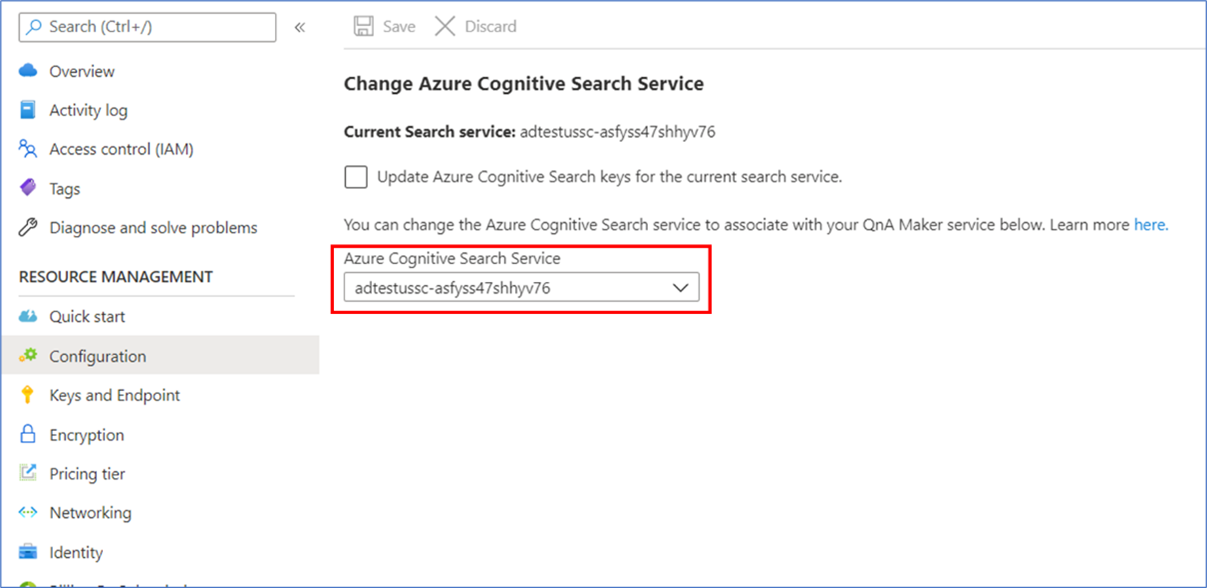 Search (Ctrl+/)
«
Save
Discard
Overview
Activity log
Access control (IAM)
Tags
Diagnose and solve problems
RESOURCE MANAGEMENT
Quick start
Configuration
Keys and Endpoint
Encryption
Pricing tier
Networking
Identity
Change Azure Cognitive Search Service
Current Search service: adtestussc-asfyss47shhyv76
Update Azure Cognitive Search keys for the current search service.
You can change the Azure Cognitive Search service to associate with your QnA Maker service below. Learn more here.
Azure Cognitive Search Service
adtestussc-asfyss47shhyv76